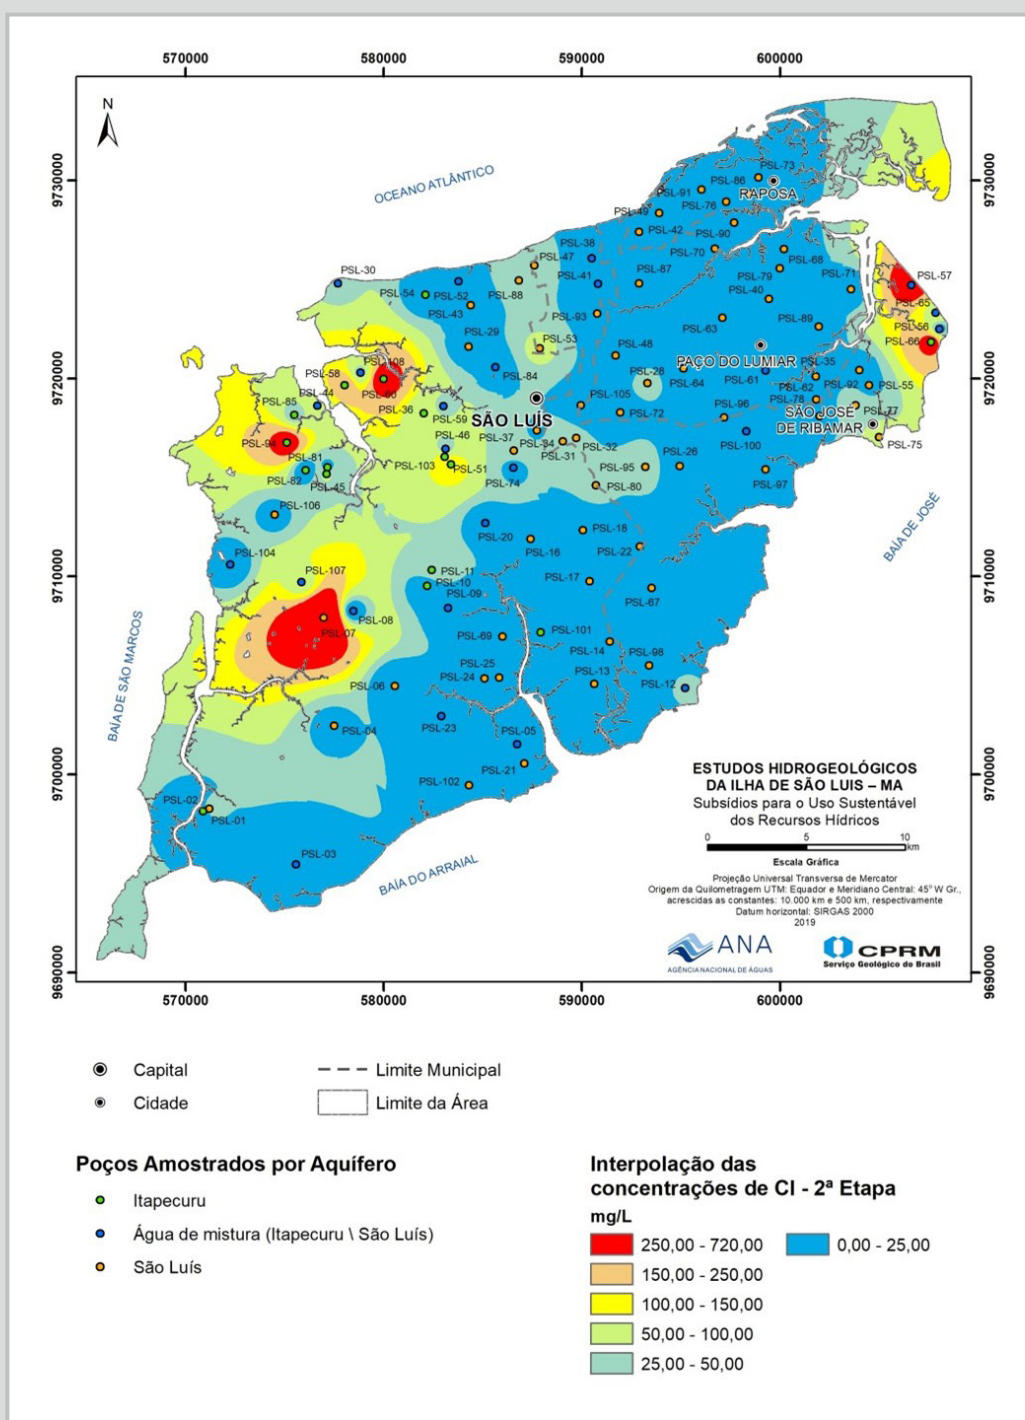 570000
580000
590000
600000
N
OCEANO ATLÂNTICO
9730000
9730000
PSL-73
PSL-86
PSL-91
RAPOSA
PSL-76
PSL-49
PSL-42
PSL-90
PSL-38
PSL-47
PSL-70
PSL-68
PSL-30
PSL-41
PSL-87
PSL-79
PSL-71
PSL-57
PSL-54
PSL-52
PSL-88
PSL-40
PSL-65
PSL-43
PSL-93
PSL-63
PSL-89
PSL-56
PSL-29
PSL-53
PSL-48
PSL-66
PSL-108
PAÇO DO LUMIAR
PSL-35
9720000
9720000
PSL-58
PSL-84
PSL-28
PSL-64
PSL-61
PSL-62
PSL-92
PSL-55
PSL-44
PSL-60
PSL-105
PSL-78
PSL-85
PSL-36
PSL-59
SÃO LUÍS
PSL-72
PSL-96
SÃO JOSÉ
DE RIBAMAR
PSL-77
PSL-94
PSL-46
PSL-37
PSL-34
PSL-32
PSL-100
PSL-75
PSL-81
PSL-103
PSL-51
PSL-31
PSL-26
PSL-82
PSL-45
PSL-74
PSL-95
PSL-80
PSL-97
PSL-106
BAÍA DE JOSÉ
PSL-20
PSL-18
PSL-16
PSL-22
PSL-104
PSL-107
PSL-11
PSL-10
PSL-17
9710000
9710000
PSL-09
PSL-67
PSL-08
PSL-07
PSL-69
PSL-101
PSL-14
PSL-98
BAÍA DE SÃO MARCOS
PSL-25
PSL-24
PSL-13
PSL-12
PSL-06
PSL-04
PSL-23
PSL-05
PSL-21
PSL-102
9700000
9700000
PSL-02
PSL-01
PSL-03
BAÍA DO ARRAIAL
ESTUDOS HIDROGEOLÓGICOS
DA ILHA DE SÃO LUIS – MA
Subsídios para o Uso Sustentável
dos Recursos Hídricos
0 5 10
km
Escala Gráfica
Projeção Universal Transversa de Mercator
Origem da Quilometragem UTM: Equador e Meridiano Central: 45° W Gr.,
acrescidas as constantes: 10.000 km e 500 km, respectivamente
Datum horizontal: SIRGAS 2000
2019
ANA
AGÊNCIA NACIONAL DE ÁGUAS
CPRM
Serviço Geológico do Brasil
9690000
9690000
570000
580000
590000
600000
Capital
Cidade
Limite Municipal
Limite da Área
Poços Amostrados por Aquífero
Itapecuru
Água de mistura (Itapecuru \ São Luís)
São Luís
Interpolação das
concentrações de Cl - 2ª Etapa
mg/L
250,00 - 720,00
0,00 - 25,00
150,00 - 250,00
100,00 - 150,00
50,00 - 100,00
25,00 - 50,00